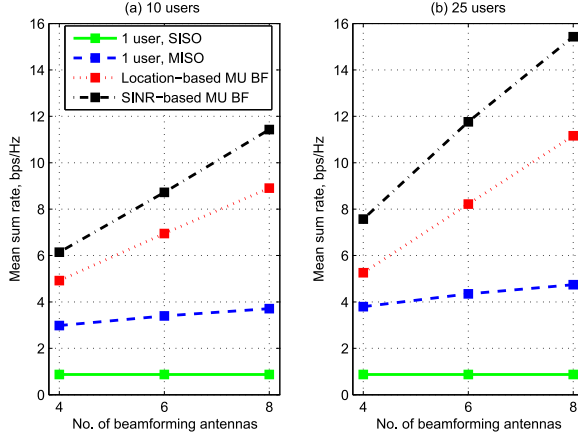 (a) 10 users
(b) 25 users
16
14
12
10
8
6
4
2
0
Mean sum rate, bps/Hz
1 user, SISO
1 user, MISO
Location-based MU BF
SINR-based MU BF
4
6
8
No. of beamforming antennas
16
14
12
10
8
6
4
2
0
Mean sum rate, bps/Hz
4
6
8
No. of beamforming antennas